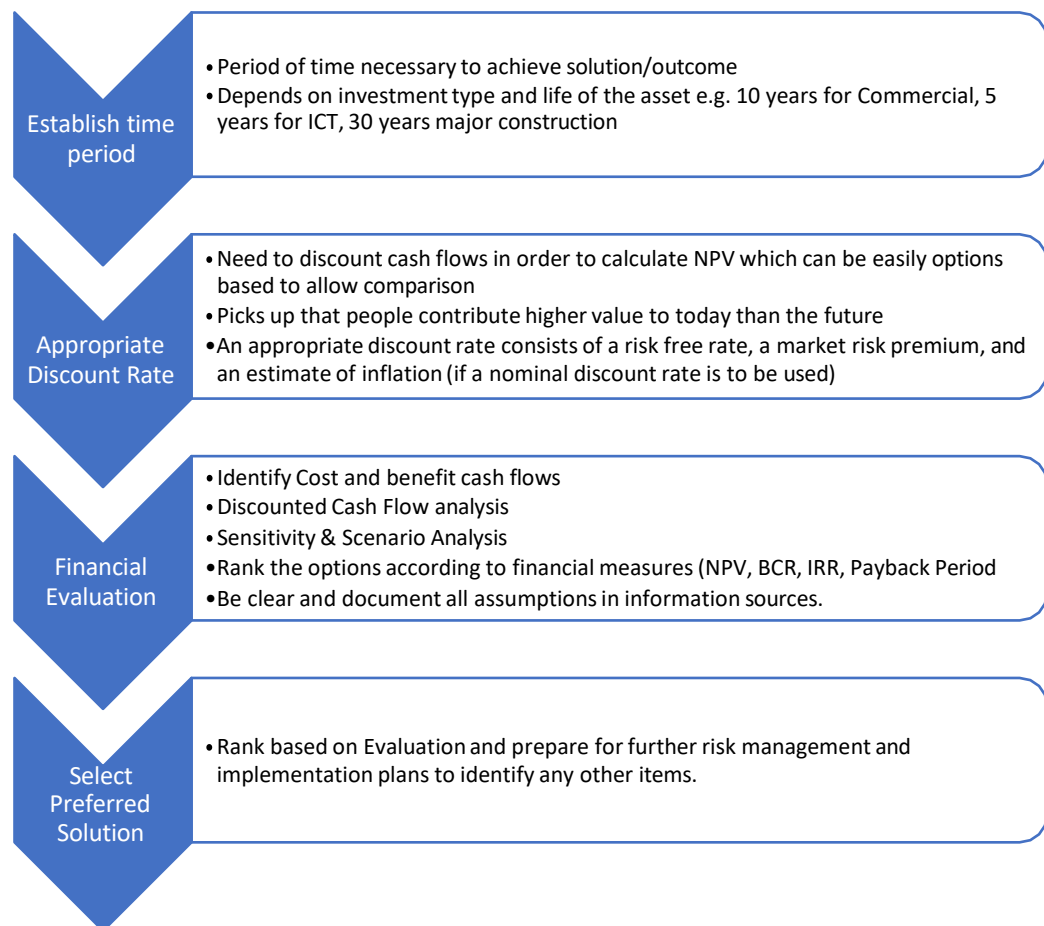 Establish time
period
• Period of time necessary to achieve solution/outcome
• Depends on investment type and life of the asset e.g. 10 years for Commercial, 5
years for ICT, 30 years major construction
Appropriate
Discount Rate
• Need to discount cash flows in order to calculate NPV which can be easily options
based to allow comparison
• Picks up that people contribute higher value to today than the future
• An appropriate discount rate consists of a risk free rate, a market risk premium, and
an estimate of inflation (if a nominal discount rate is to be used)
Financial
Evaluation
• Identify Cost and benefit cash flows
• Discounted Cash Flow analysis
• Sensitivity & Scenario Analysis
• Rank the options according to financial measures (NPV, BCR, IRR, Payback Period
• Be clear and document all assumptions in information sources.
Select
Preferred
Solution
• Rank based on Evaluation and prepare for further risk management and
implementation plans to identify any other items.